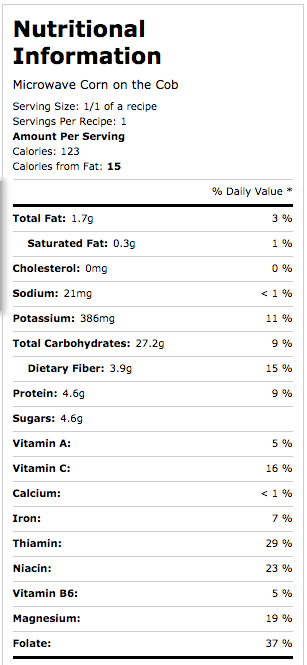 Nutritional
Information
Microwave Corn on the Cob
Serving Size: 1/1 of a recipe
Servings Per Recipe: 1
Amount Per Serving
Calories: 123
Calories from Fat: 15
% Daily Value *
Total Fat: 1.7g 3 %
Saturated Fat: 0.3g 1 %
Cholesterol: 0mg 0 %
Sodium: 21mg < 1 %
Potassium: 386mg 11 %
Total Carbohydrates: 27.2g 9 %
Dietary Fiber: 3.9g 15 %
Protein: 4.6g 9 %
Sugars: 4.6g
Vitamin A: 5 %
Vitamin C: 16 %
Calcium: < 1 %
Iron: 7 %
Thiamin: 29 %
Niacin: 23 %
Vitamin B6: 5 %
Magnesium: 19 %
Folate: 37 %